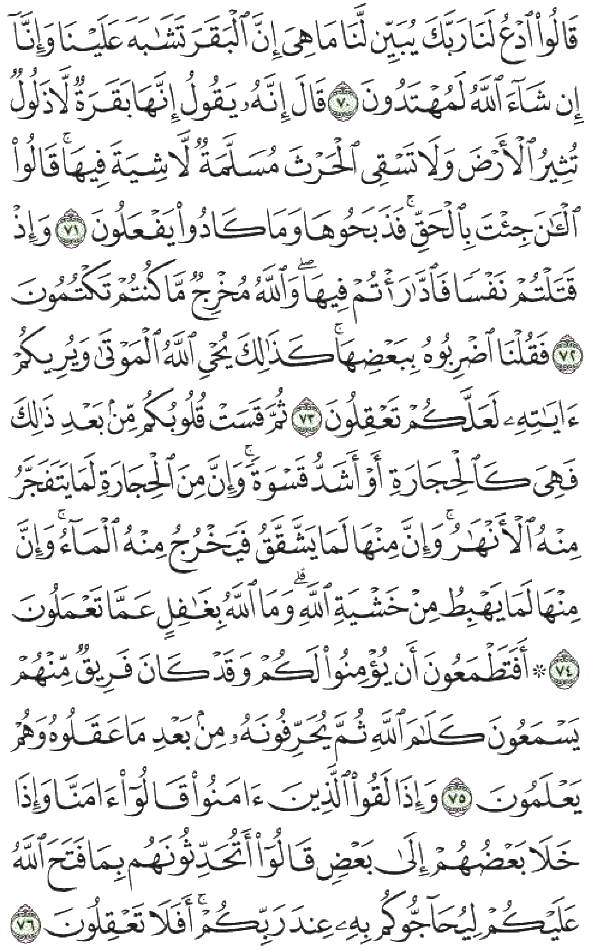 قَالُوا۟ ٱدْعُ لَنَا رَبَّكَ يُبَيِّن لَّنَا مَا هِىَ إِنَّ ٱلْبَقَرَ تَشَـٰبَهَ عَلَيْنَا وَإِنَّآ
إِن شَآءَ ٱللَّهُ لَمُهْتَدُونَ ٧٠ قَالَ إِنَّهُۥ يَقُولُ إِنَّهَا بَقَرَةٌ لَّا ذَلُولٌ
تُثِيرُ ٱلْأَرْضَ وَلَا تَسْقِى ٱلْحَرْثَ مُسَلَّمَةٌ لَّا شِيَةَ فِيهَا ۚ قَالُوا۟
ٱلْـَٔـٰنَ جِئْتَ بِٱلْحَقِّ ۚ فَذَبَحُوهَا وَمَا كَادُوا۟ يَفْعَلُونَ ٧١ وَإِذْ
قَتَلْتُمْ نَفْسًا فَٱدَّٰرَْٰٔتُمْ فِيهَا ۖ وَٱللَّهُ مُخْرِجٌ مَّا كُنتُمْ تَكْتُمُونَ
٧٢ فَقُلْنَا ٱضْرِبُوهُ بِبَعْضِهَا ۚ كَذَٰلِكَ يُحْىِ ٱللَّهُ ٱلْمَوْتَىٰ وَيُرِيكُمْ
ءَايَـٰتِهِۦ لَعَلَّكُمْ تَعْقِلُونَ ٧٣ ثُمَّ قَسَتْ قُلُوبُكُم مِّنۢ بَعْدِ ذَٰلِكَ
فَهِىَ كَٱلْحِجَارَةِ أَوْ أَشَدُّ قَسْوَةً ۚ وَإِنَّ مِنَ ٱلْحِجَارَةِ لَمَا يَتَفَجَّرُ
مِنْهُ ٱلْأَنْهَـٰرُ ۚ وَإِنَّ مِنْهَا لَمَا يَشَّقَّقُ فَيَخْرُجُ مِنْهُ ٱلْمَآءُ ۚ وَإِنَّ
مِنْهَا لَمَا يَهْبِطُ مِنْ خَشْيَةِ ٱللَّهِ ۗ وَمَا ٱللَّهُ بِغَـٰفِلٍ عَمَّا تَعْمَلُونَ
٧٤ ۞ أَفَتَطْمَعُونَ أَن يُؤْمِنُوا۟ لَكُمْ وَقَدْ كَانَ فَرِيقٌ مِّنْهُمْ
يَسْمَعُونَ كَلَـٰمَ ٱللَّهِ ثُمَّ يُحَرِّفُونَهُۥ مِنۢ بَعْدِ مَا عَقَلُوهُ وَهُمْ
يَعْلَمُونَ ٧٥ وَإِذَا لَقُوا۟ ٱلَّذِينَ ءَامَنُوا۟ قَالُوٓا۟ ءَامَنَّا وَإِذَا
خَلَا بَعْضُهُمْ إِلَىٰ بَعْضٍ قَالُوٓا۟ أَتُحَدِّثُونَهُم بِمَا فَتَحَ ٱللَّهُ
عَلَيْكُمْ لِيُحَآجُّوكُم بِهِۦ عِندَ رَبِّكُمْ ۚ أَفَلَا تَعْقِلُونَ ٧٦